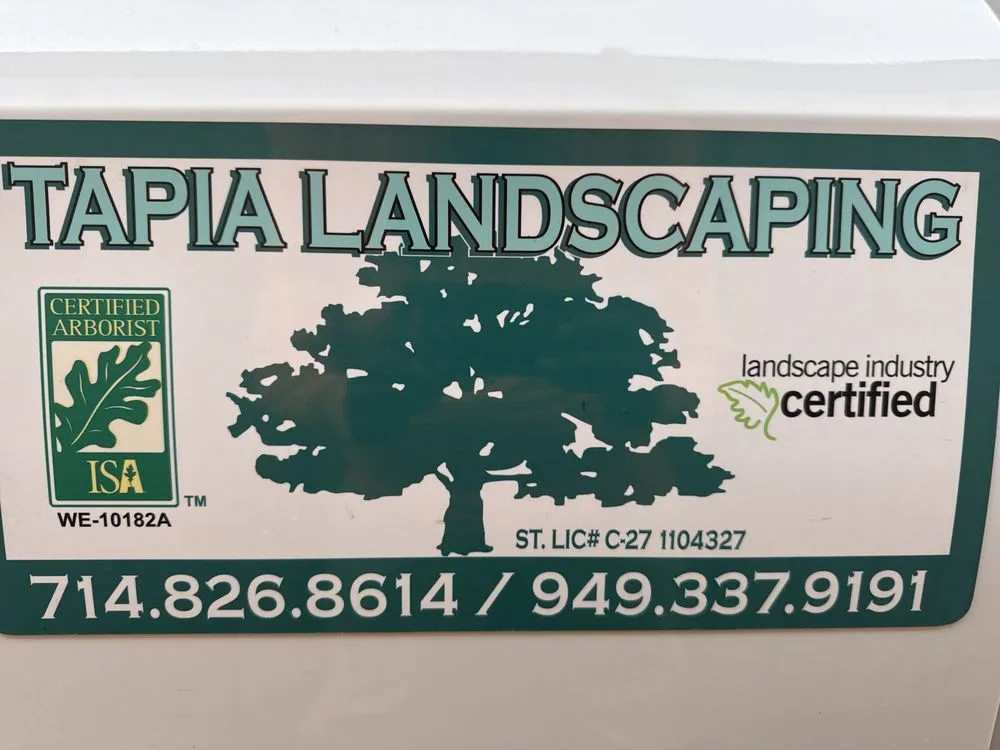 TAPIA LANDSCAPING
CERTIFIED
ARBORIST
ISA
TM
WE-10182A
landscape industry
certified
ST. LIC# C-27 1104327
714.826.8614 / 949.337.9191